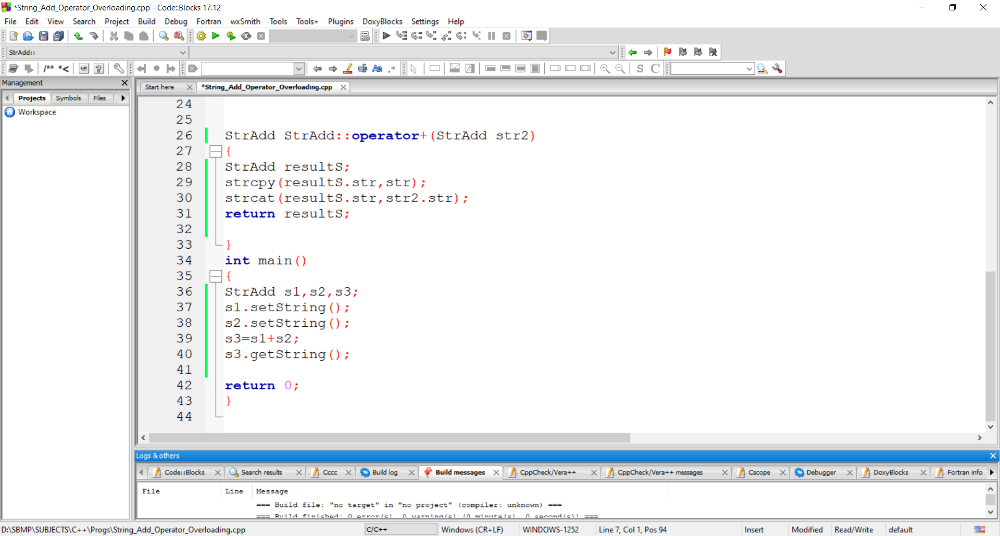 *String_Add_Operator_Overloading.cpp - Code::Blocks 17.12
File Edit View Search Project Build Debug Fortran wxSmith Tools Tools+ Plugins DoxyBlocks Settings Help
StrAdd::
/** *<
Aa .*
S C
Management
Start here *String_Add_Operator_Overloading.cpp
Projects Symbols Files
Workspace
24
25
26 StrAdd StrAdd::operator+(StrAdd str2)
27 {
28 StrAdd resultS;
29 strcpy(resultS.str,str);
30 strcat(resultS.str,str2.str);
31 return resultS;
32
33 }
34 int main()
35 {
36 StrAdd s1,s2,s3;
37 s1.setString();
38 s2.setString();
39 s3=s1+s2;
40 s3.getString();
41
42 return 0;
43 }
44
Logs & others
Code::Blocks Search results Cccc Build log Build messages CppCheck/Vera++ CppCheck/Vera++ messages Cscope Debugger DoxyBlocks Fortran info
File Line Message
=== Build file: "no target" in "no project" (compiler: unknown) ===
=== Build finished: 0 error(s), 0 warning(s) (0 minute(s), 0 second(s)) ===
D:\SBMP\SUBJECTS\C++\Progs\String_Add_Operator_Overloading.cpp C/C++ Windows (CR+LF) WINDOWS-1252 Line 7, Col 1, Pos 94 Insert Modified Read/Write default